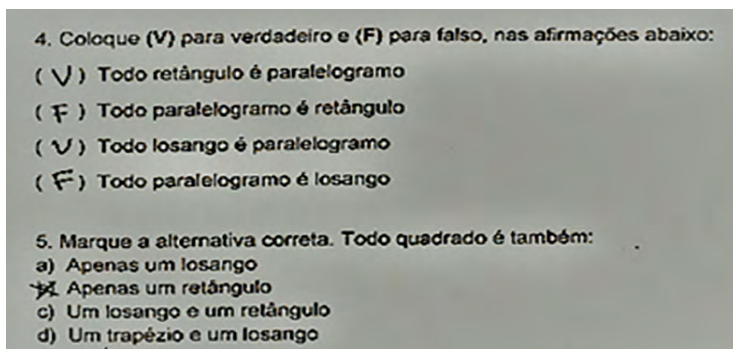 4. Coloque (V) para verdadeiro e (F) para falso, nas afirmações abaixo:
( V ) Todo retângulo é paralelogramo
( F ) Todo paralelogramo é retângulo
( V ) Todo losango é paralelogramo
( F ) Todo paralelogramo é losango
5. Marque a alternativa correta. Todo quadrado é também:
a) Apenas um losango
Apenas um retângulo
c) Um losango e um retângulo
d) Um trapézio e um losango